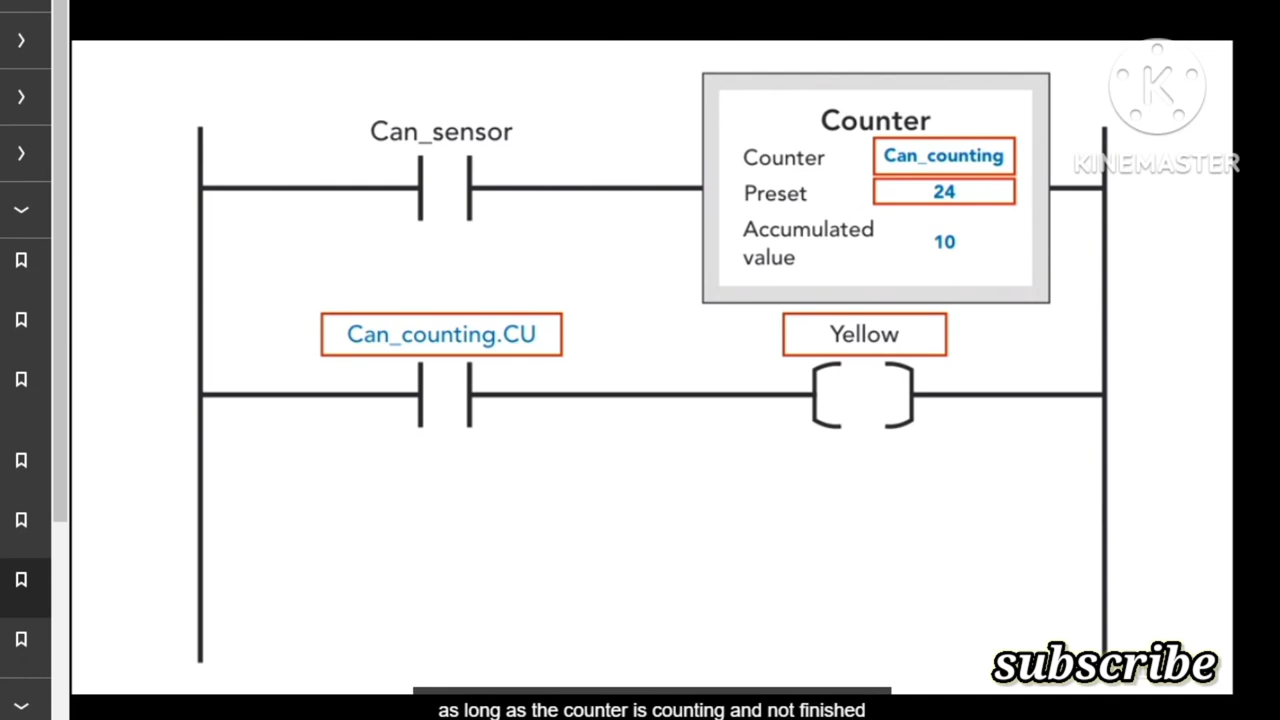 Can_sensor
Counter
Counter Can_counting
Preset 24
Accumulated
value 10
KINEMASTER
Can_counting.CU
Yellow
subscribe
as long as the counter is counting and not finished